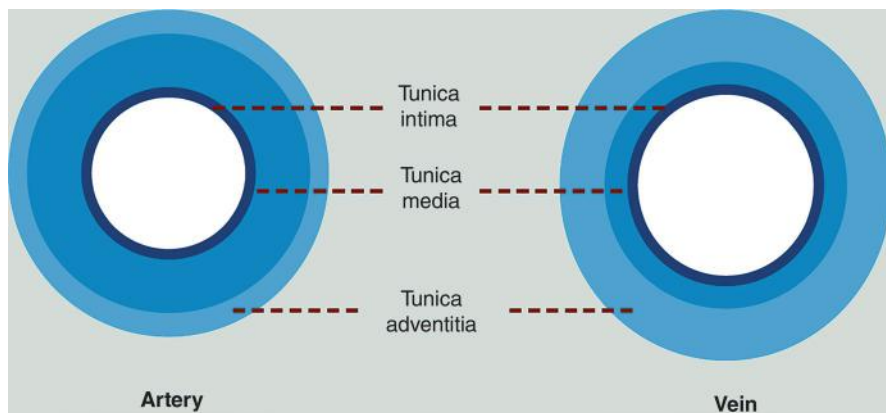 Tunica
intima
Tunica
media
Tunica
adventitia
Artery
Vein